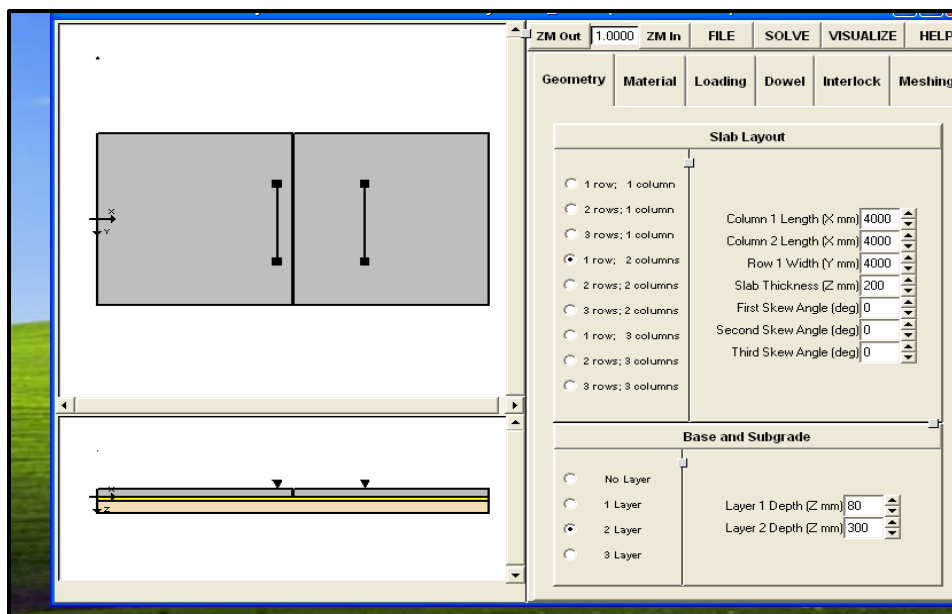 ZM Out 1.0000 ZM In FILE SOLVE VISUALIZE HELP
Geometry Material Loading Dowel Interlock Meshing
Slab Layout
1 row; 1 column
2 rows; 1 column
3 rows; 1 column
1 row; 2 columns
2 rows; 2 columns
3 rows; 2 columns
1 row; 3 columns
2 rows; 3 columns
3 rows; 3 columns
Column 1 Length (X mm) 4000
Column 2 Length (X mm) 4000
Row 1 Width (Y mm) 4000
Slab Thickness (Z mm) 200
First Skew Angle (deg) 0
Second Skew Angle (deg) 0
Third Skew Angle (deg) 0
X
Y
Base and Subgrade
No Layer
1 Layer
2 Layer
3 Layer
Layer 1 Depth (Z mm) 80
Layer 2 Depth (Z mm) 300
X
Z